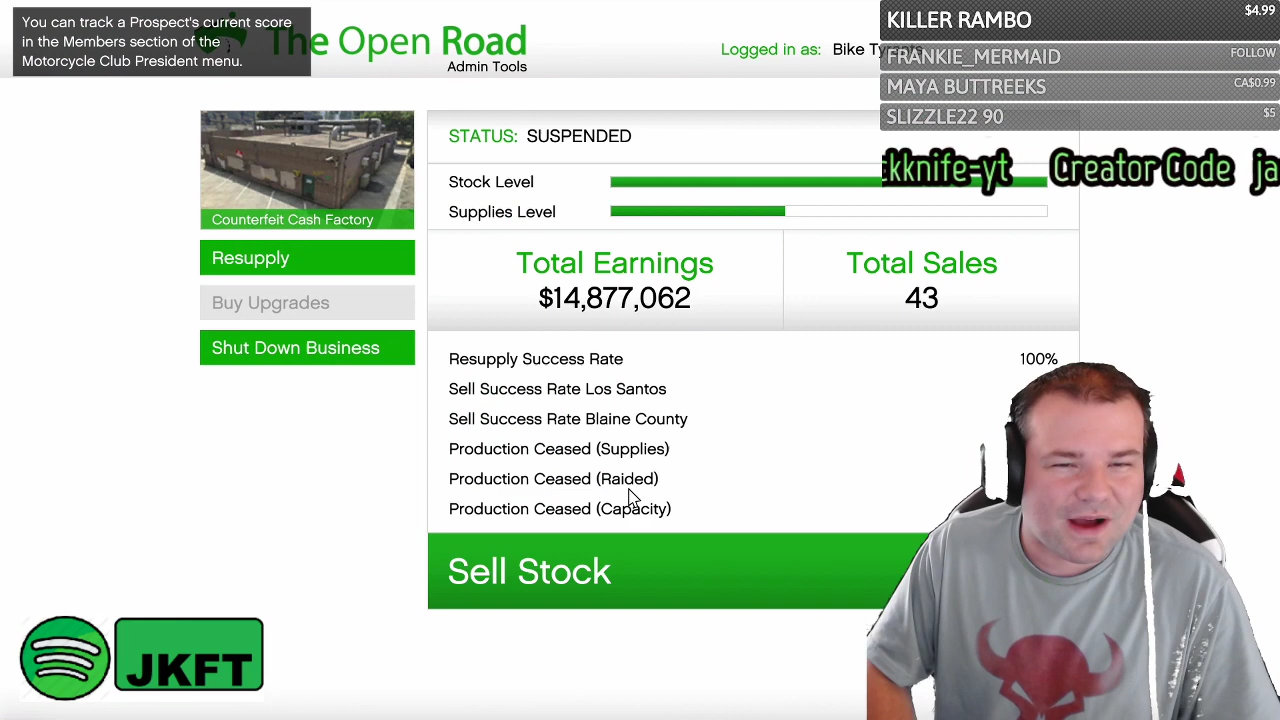 You can track a Prospect's current score
in the Members section of the
Motorcycle Club President menu.
The Open Road
Admin Tools
Logged in as: Bike
KILLER RAMBO $4.99
FRANKIE_MERMAID FOLLOW
MAYA BUTTREEKS CA$0.99
SLIZZLE22 90 $5
ckknife-yt Creator Code ja
STATUS: SUSPENDED
Stock Level
Supplies Level
Counterfeit Cash Factory
Resupply
Buy Upgrades
Shut Down Business
Total Earnings
$14,877,062
Total Sales
43
Resupply Success Rate 100%
Sell Success Rate Los Santos
Sell Success Rate Blaine County
Production Ceased (Supplies)
Production Ceased (Raided)
Production Ceased (Capacity)
Sell Stock
JKFT